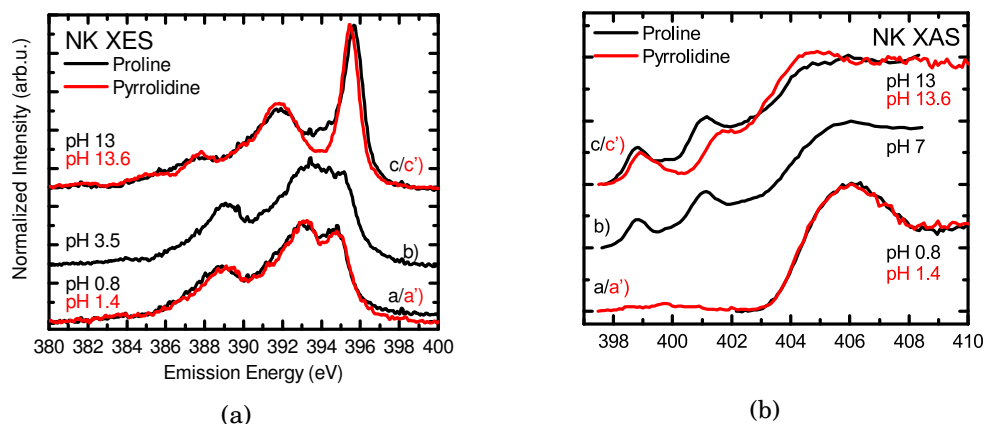 NK XES
Proline
Pyrrolidine
pH 13
pH 13.6
c/c')
pH 3.5
b)
pH 0.8
pH 1.4
a/a')
380 382 384 386 388 390 392 394 396 398 400
Emission Energy (eV)
Normalized Intensity (arb.u.)
(a)
Proline
Pyrrolidine
NK XAS
pH 13
pH 13.6
c/c')
pH 7
b)
pH 0.8
pH 1.4
a/a')
398 400 402 404 406 408 410
(b)